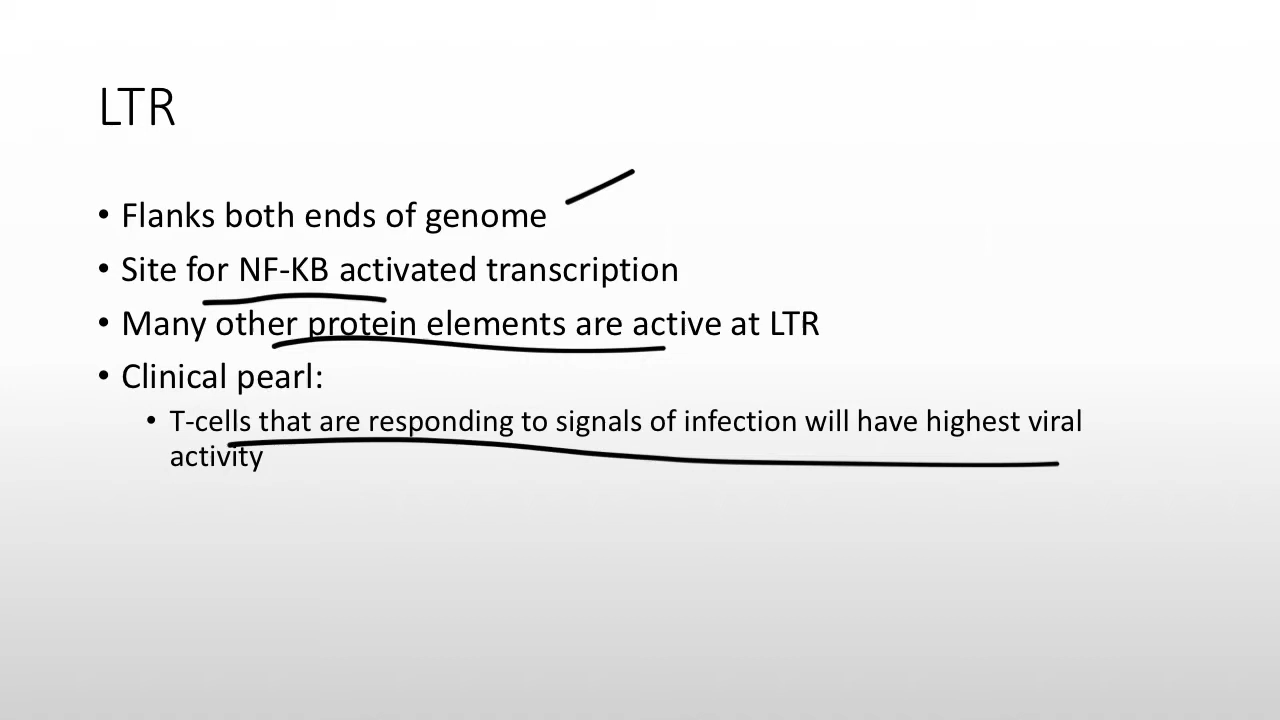 LTR
• Flanks both ends of genome
• Site for NF-KB activated transcription
• Many other protein elements are active at LTR
• Clinical pearl:
• T-cells that are responding to signals of infection will have highest viral
activity